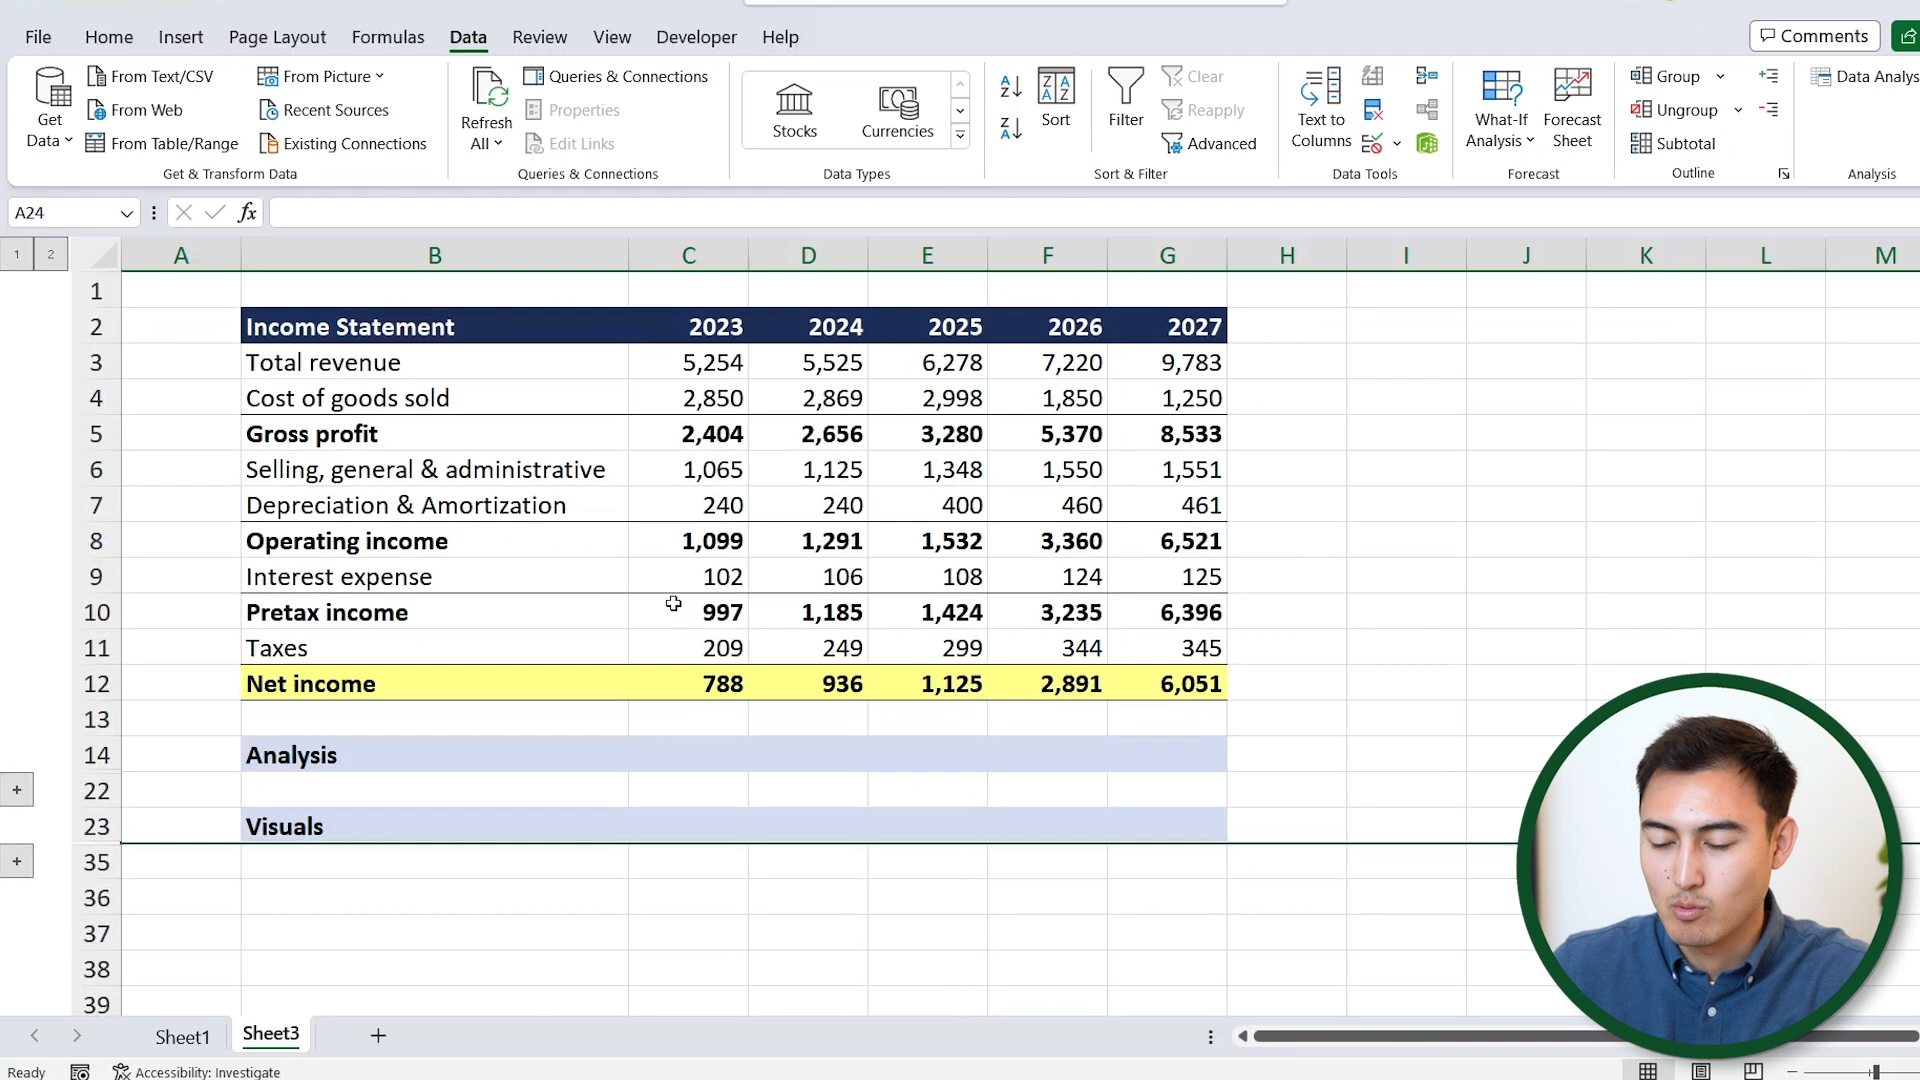 File Home Insert Page Layout Formulas Data Review View Developer Help Comments
Get Data
From Text/CSV
From Web
From Table/Range
From Picture
Recent Sources
Existing Connections
Get & Transform Data
Refresh All
Queries & Connections
Properties
Edit Links
Queries & Connections
Stocks
Currencies
Data Types
Sort
Filter
Clear
Reapply
Advanced
Sort & Filter
Text to Columns
Data Tools
What-If Analysis
Forecast Sheet
Forecast
Group
Ungroup
Subtotal
Outline
Data Analys
Analysis
A24 fx
1 2 A B C D E F G H I J K L M
1
2 Income Statement 2023 2024 2025 2026 2027
3 Total revenue 5,254 5,525 6,278 7,220 9,783
4 Cost of goods sold 2,850 2,869 2,998 1,850 1,250
5 Gross profit 2,404 2,656 3,280 5,370 8,533
6 Selling, general & administrative 1,065 1,125 1,348 1,550 1,551
7 Depreciation & Amortization 240 240 400 460 461
8 Operating income 1,099 1,291 1,532 3,360 6,521
9 Interest expense 102 106 108 124 125
10 Pretax income 997 1,185 1,424 3,235 6,396
11 Taxes 209 249 299 344 345
12 Net income 788 936 1,125 2,891 6,051
13
14 Analysis
22
23 Visuals
35
36
37
38
39
Sheet1 Sheet3
Ready Accessibility: Investigate